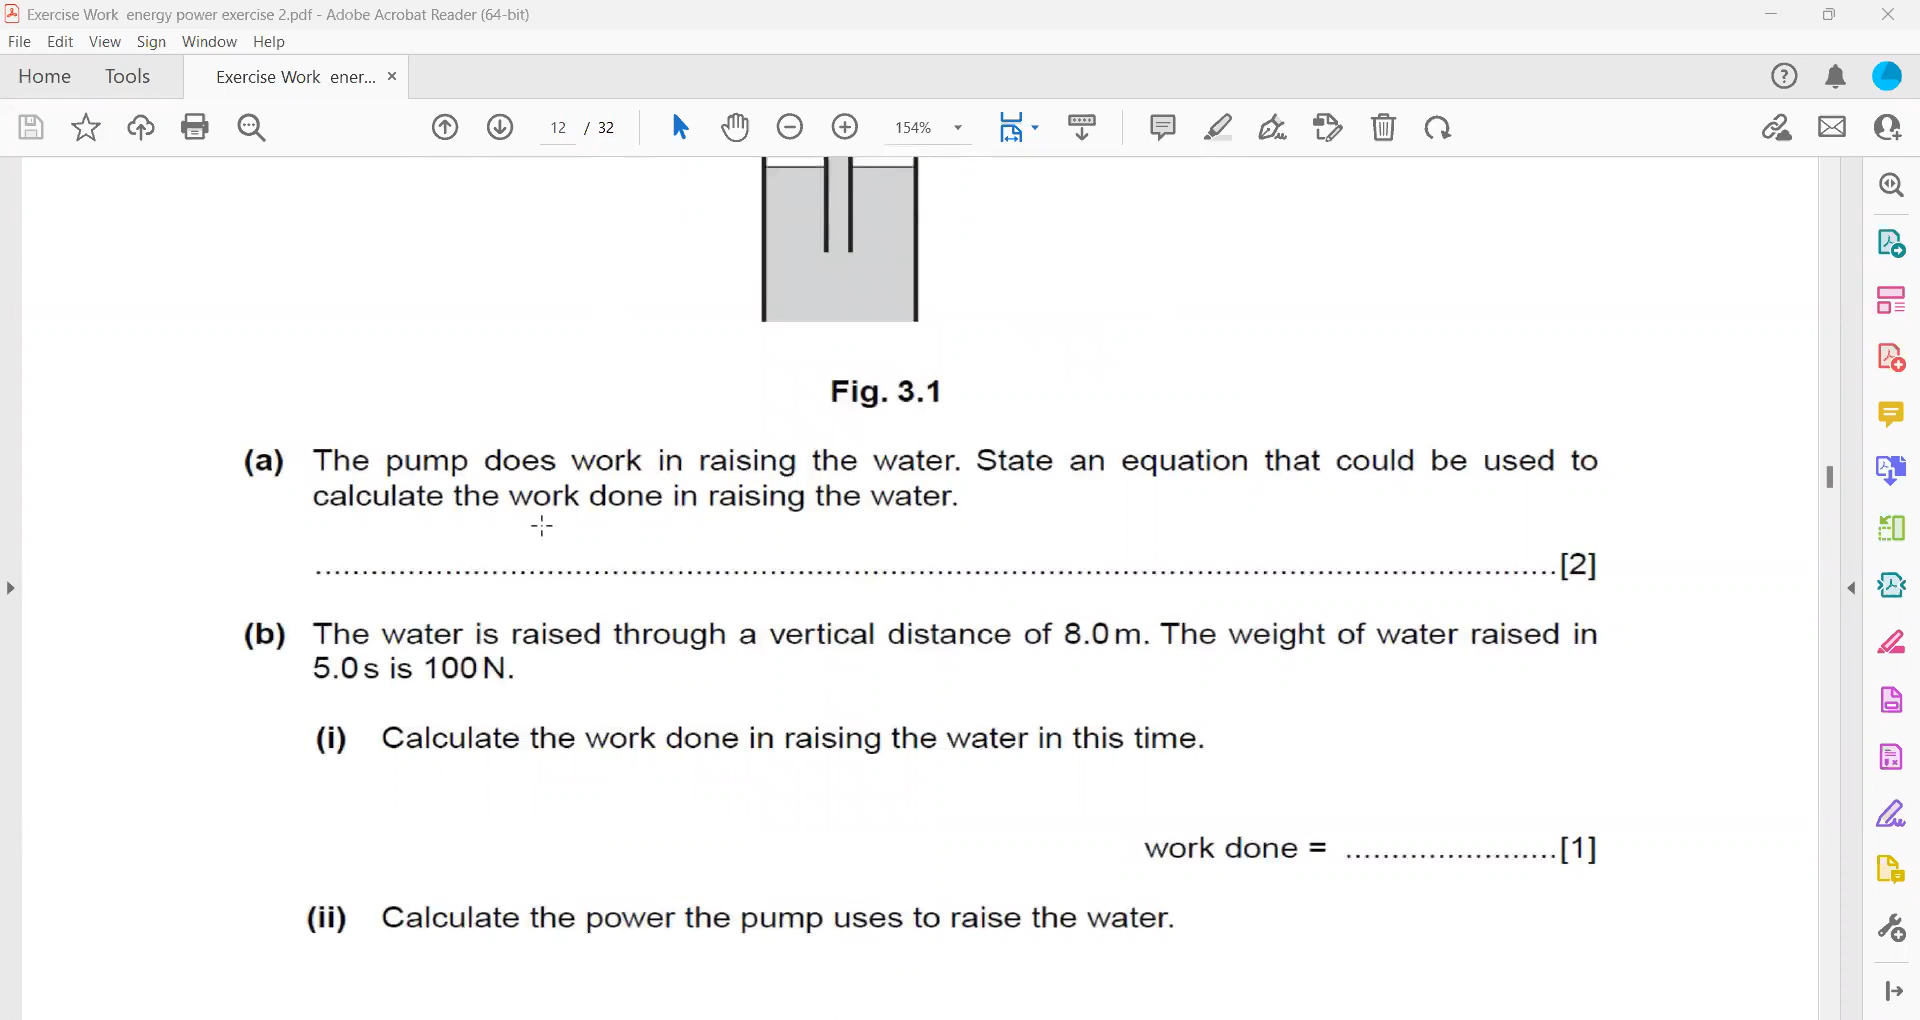 Exercise Work energy power exercise 2.pdf - Adobe Acrobat Reader (64-bit)
File Edit View Sign Window Help
Home Tools Exercise Work ener... ×
12 / 32 154%
Fig. 3.1
(a) The pump does work in raising the water. State an equation that could be used to
calculate the work done in raising the water.
..........................................................................................................................................[2]
(b) The water is raised through a vertical distance of 8.0 m. The weight of water raised in
5.0 s is 100 N.
(i) Calculate the work done in raising the water in this time.
work done = .......................[1]
(ii) Calculate the power the pump uses to raise the water.